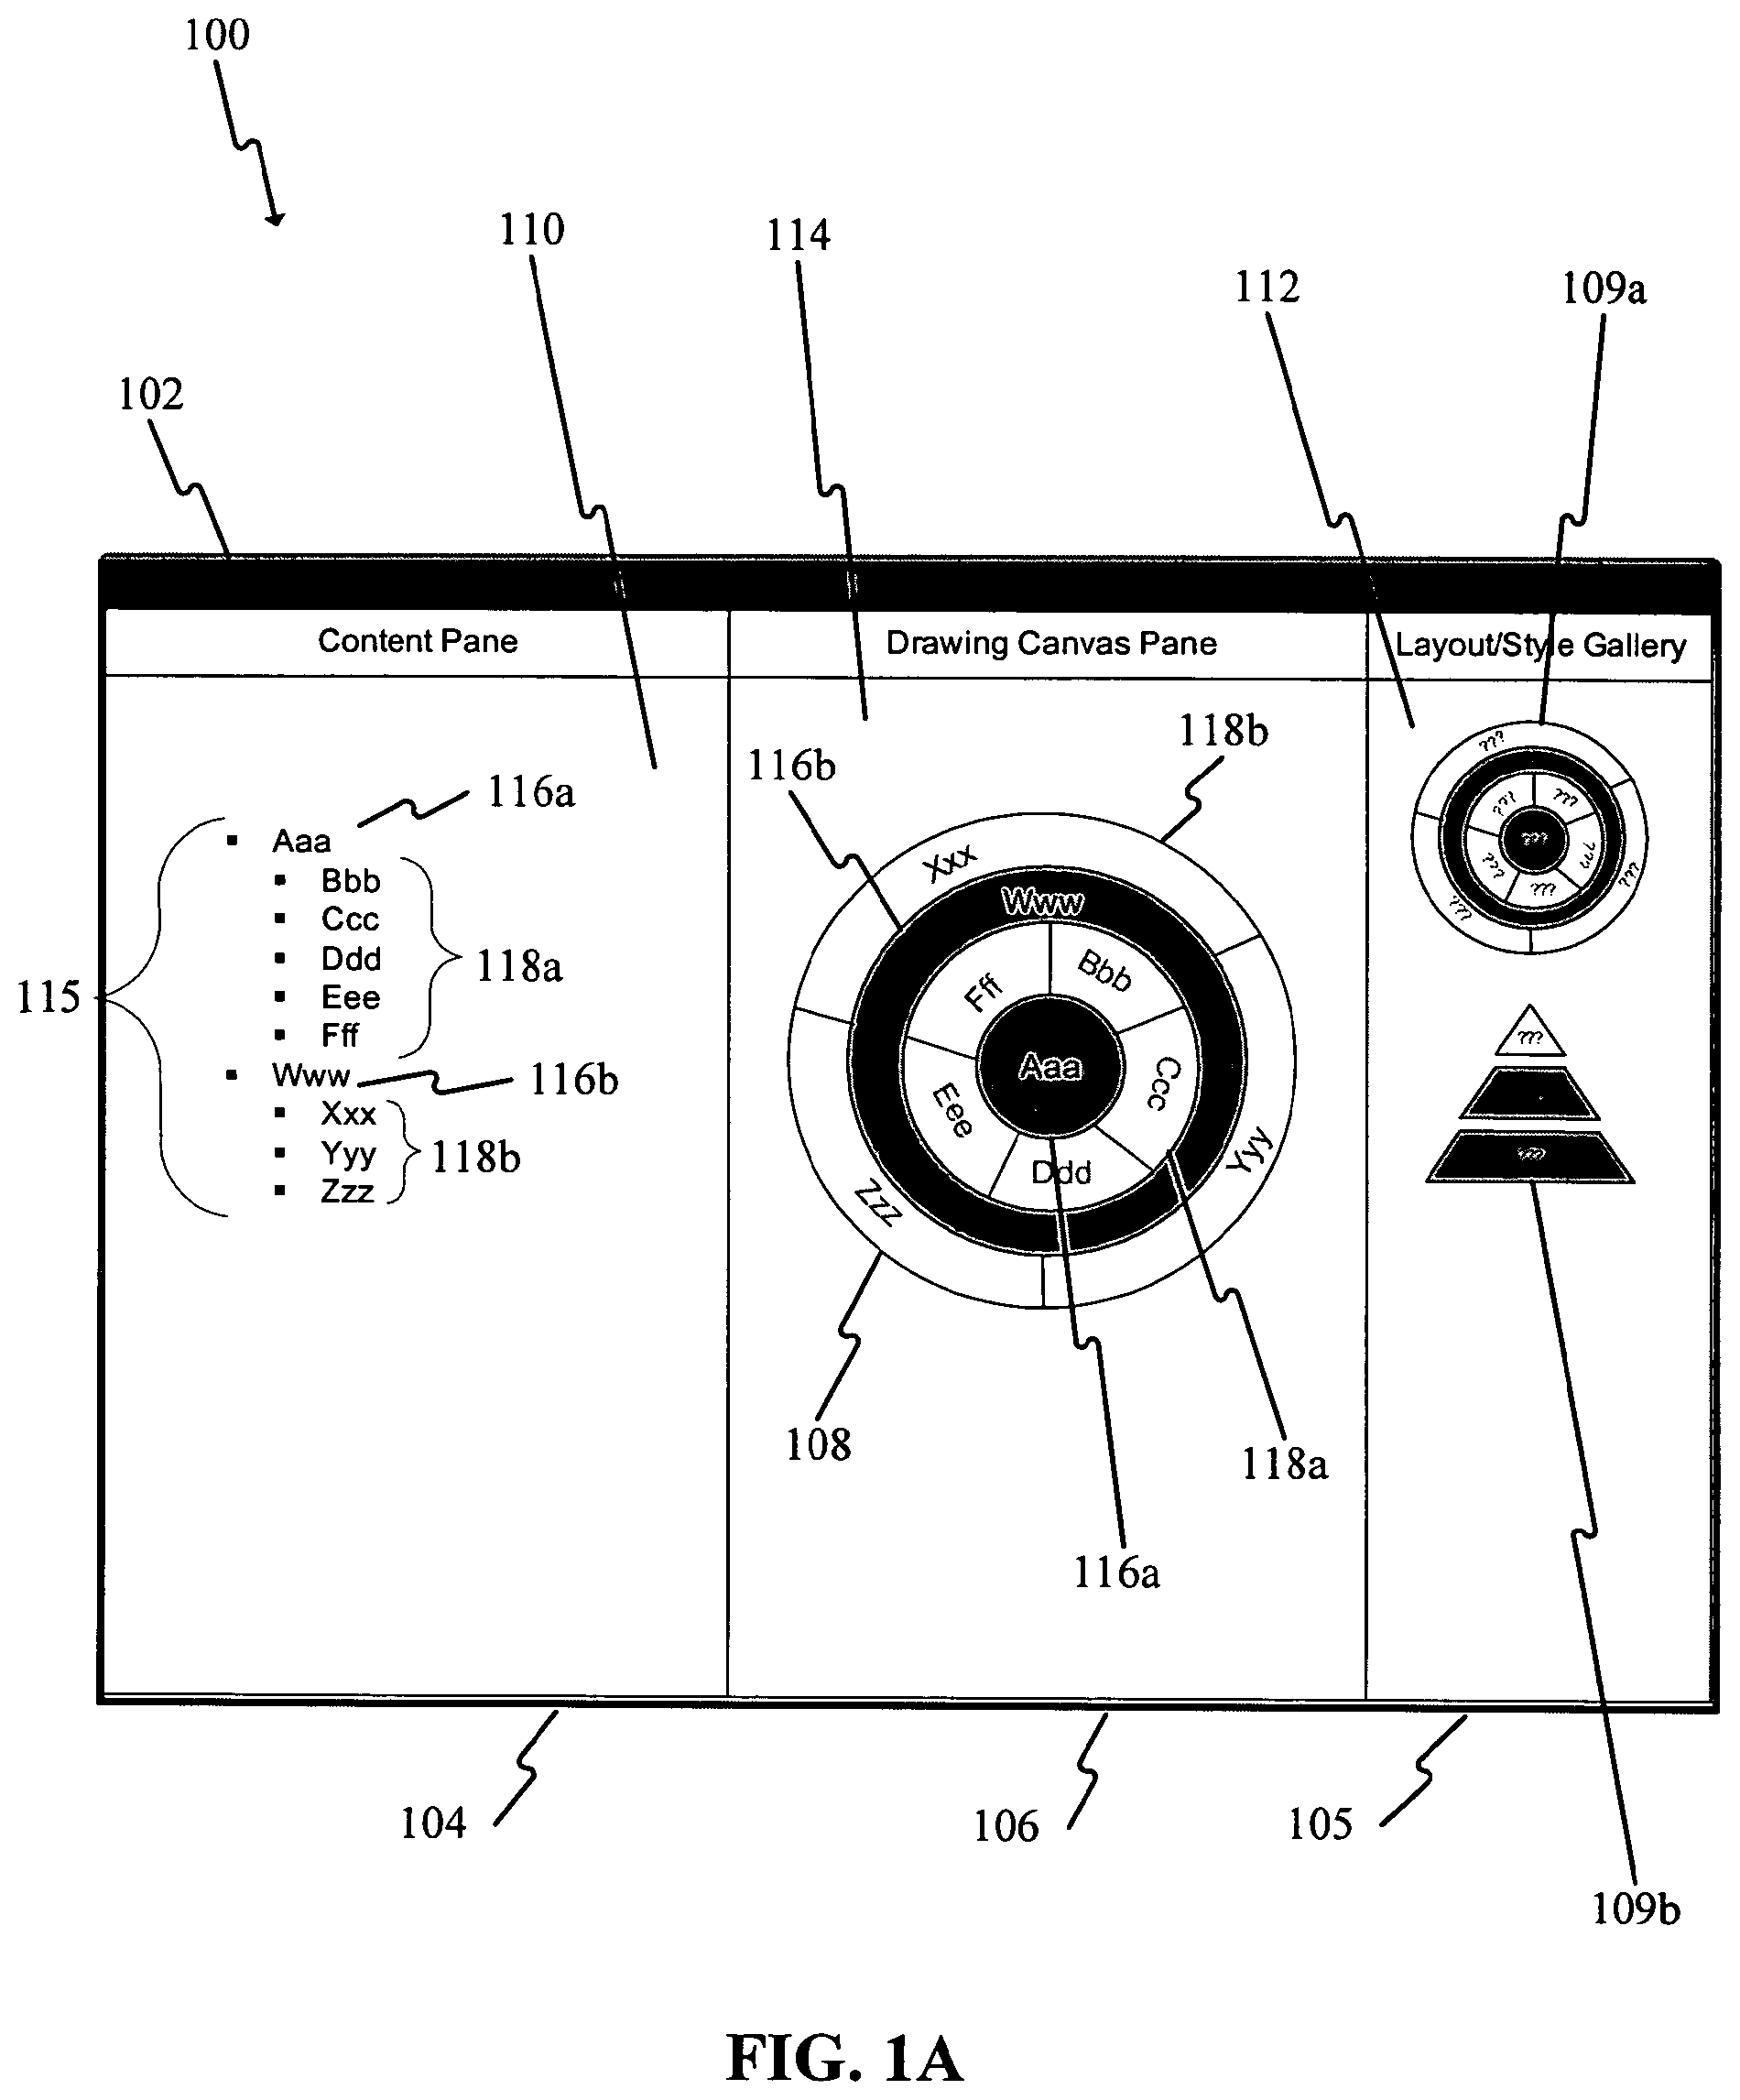 100
110
114
112
109a
102
Content Pane
Drawing Canvas Pane
Layout/Style Gallery
115
▪ Aaa
116a
▪ Bbb
▪ Ccc
▪ Ddd
▪ Eee
▪ Fff
118a
▪ Www
116b
▪ Xxx
▪ Yyy
▪ Zzz
118b
116b
118b
Xxx
Www
Fff
Bbb
Aaa
Ccc
Eee
Ddd
Yyy
Zzz
108
118a
116a
???
???
???
???
???
???
???
???
???
???
???
104
106
105
109b
FIG. 1A